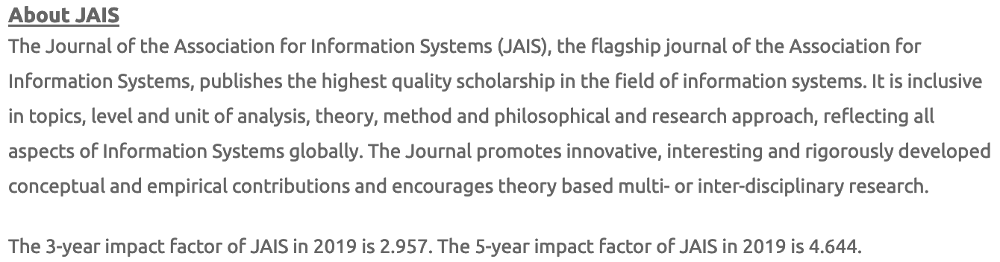 About JAIS
The Journal of the Association for Information Systems (JAIS), the flagship journal of the Association for
Information Systems, publishes the highest quality scholarship in the field of information systems. It is inclusive
in topics, level and unit of analysis, theory, method and philosophical and research approach, reflecting all
aspects of Information Systems globally. The Journal promotes innovative, interesting and rigorously developed
conceptual and empirical contributions and encourages theory based multi- or inter-disciplinary research.
The 3-year impact factor of JAIS in 2019 is 2.957. The 5-year impact factor of JAIS in 2019 is 4.644.